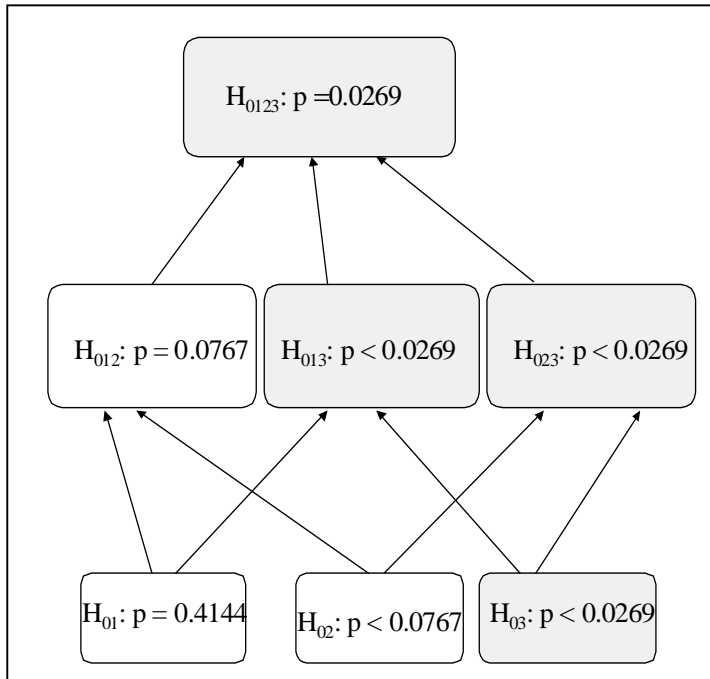 H₀₁₂₃: p =0.0269
H₀₁₂: p = 0.0767
H₀₁₃: p < 0.0269
H₀₂₃: p < 0.0269
H₀₁: p = 0.4144
H₀₂: p < 0.0767
H₀₃: p < 0.0269